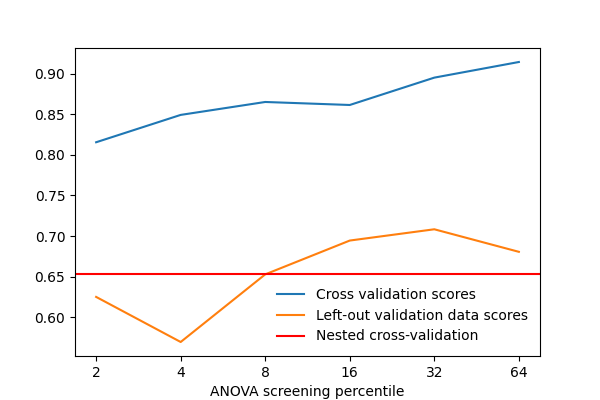 0.90
0.85
0.80
0.75
0.70
0.65
0.60
Cross validation scores
Left-out validation data scores
Nested cross-validation
2 4 8 16 32 64
ANOVA screening percentile